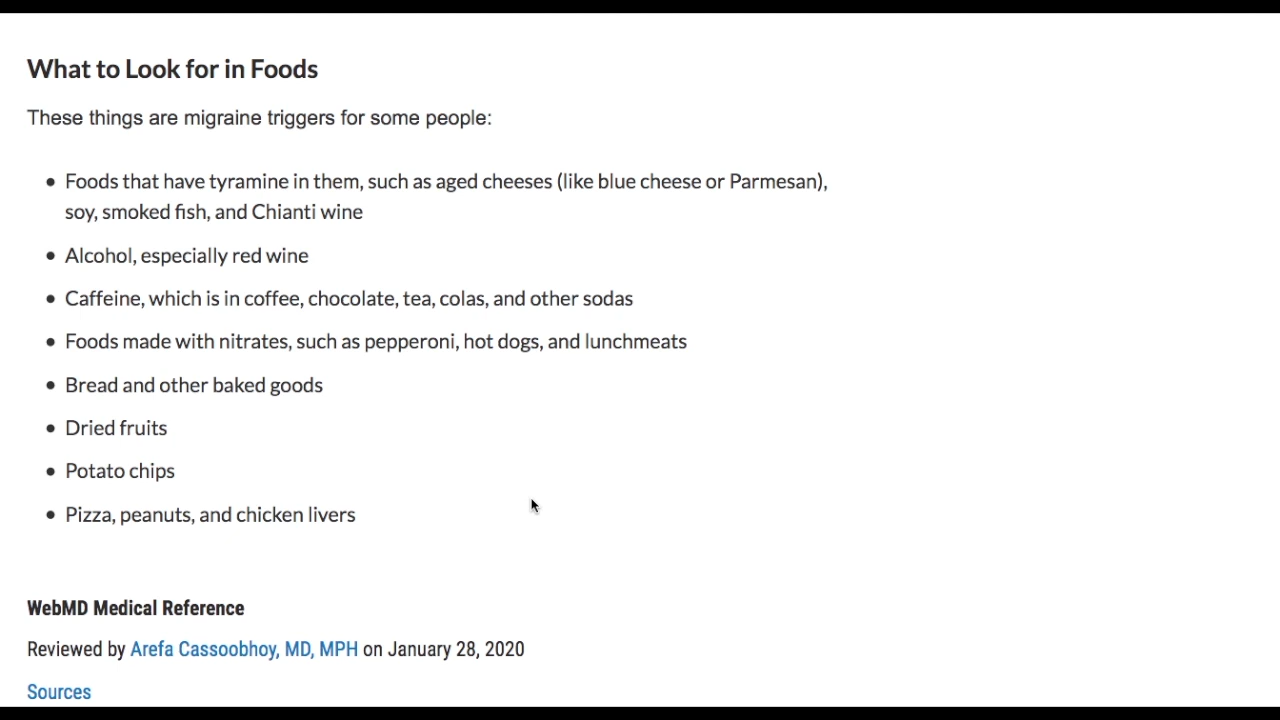 What to Look for in Foods
These things are migraine triggers for some people:
• Foods that have tyramine in them, such as aged cheeses (like blue cheese or Parmesan),
soy, smoked fish, and Chianti wine
• Alcohol, especially red wine
• Caffeine, which is in coffee, chocolate, tea, colas, and other sodas
• Foods made with nitrates, such as pepperoni, hot dogs, and lunchmeats
• Bread and other baked goods
• Dried fruits
• Potato chips
• Pizza, peanuts, and chicken livers
WebMD Medical Reference
Reviewed by Arefa Cassoobhoy, MD, MPH on January 28, 2020
Sources